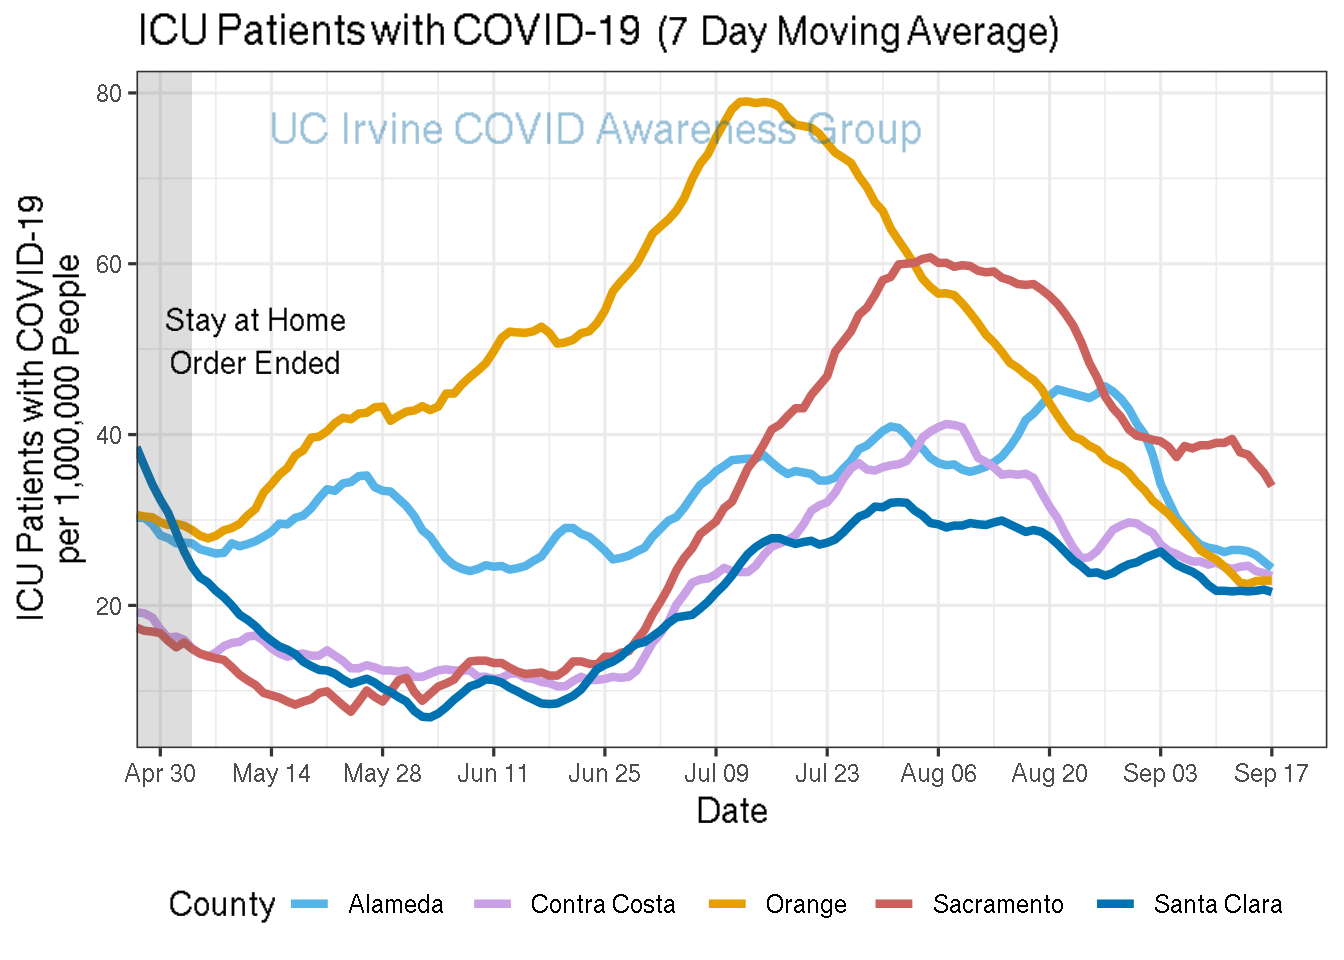 ICU Patients with COVID-19 (7 Day Moving Average)
UC Irvine COVID Awareness Group
ICU Patients with COVID-19
per 1,000,000 People
80
60
40
20
Stay at Home
Order Ended
Apr 30 May 14 May 28 Jun 11 Jun 25 Jul 09 Jul 23 Aug 06 Aug 20 Sep 03 Sep 17
Date
County Alameda Contra Costa Orange Sacramento Santa Clara